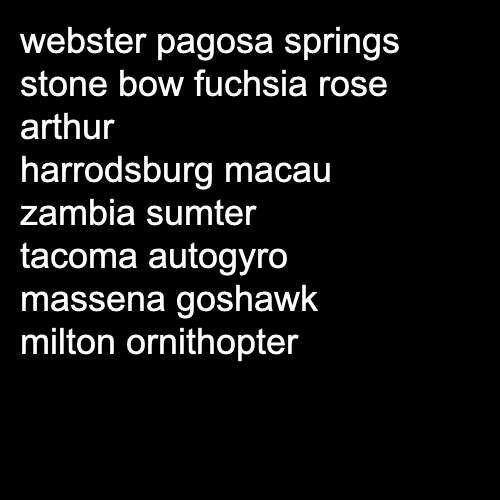 webster pagosa springs
stone bow fuchsia rose
arthur
harrodsburg macau
zambia sumter
tacoma autogyro
massena goshawk
milton ornithopter